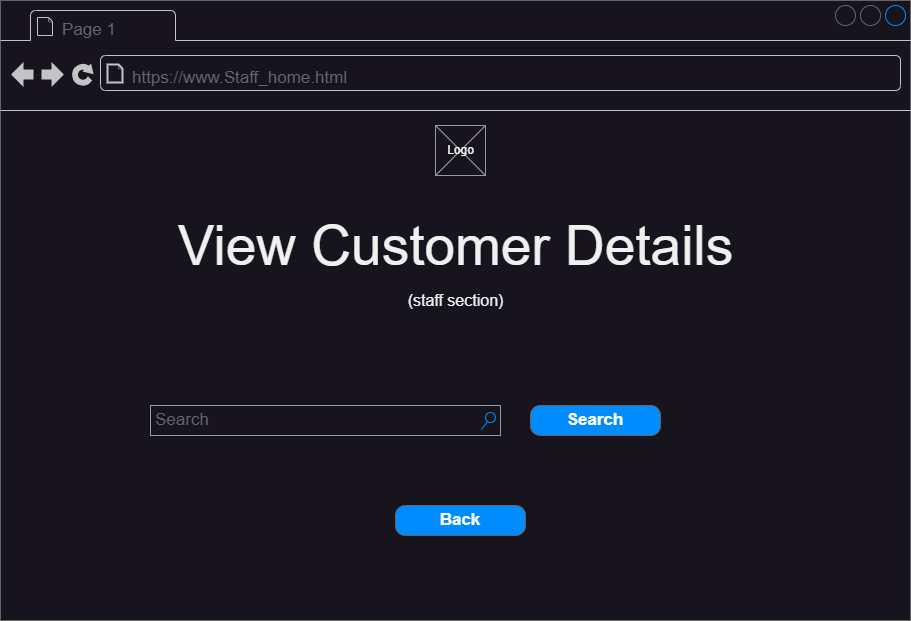 Page 1
https://www.Staff_home.html
Logo
View Customer Details
(staff section)
Search
Search
Back